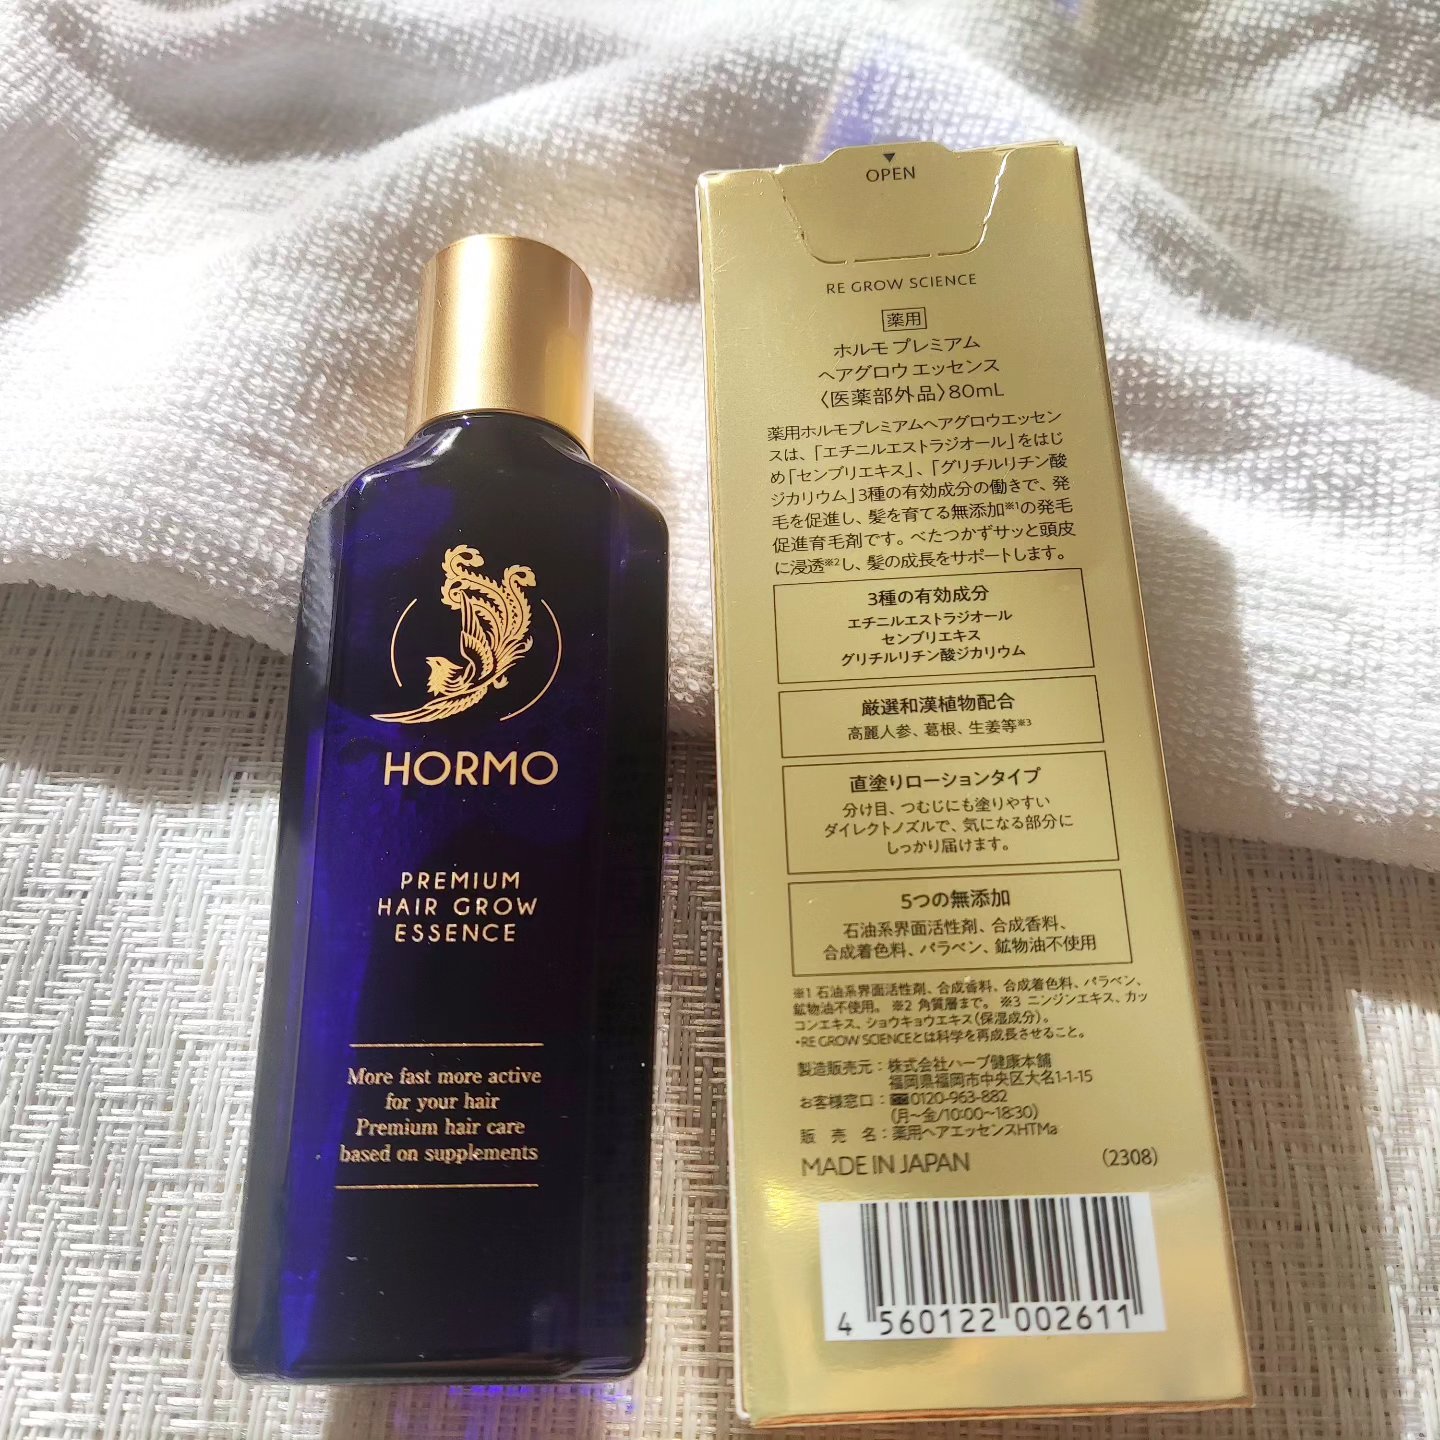 HORMO
PREMIUM
HAIR GROW
ESSENCE
More fast more active
for your hair
Premium hair care
based on supplements
OPEN
RE GROW SCIENCE
薬用
ホルモ プレミアム
ヘアグロウ エッセンス
〈医薬部外品〉80mL
薬用ホルモプレミアムヘアグロウエッセン
スは、「エチニルエストラジオール」をはじ
め「センブリエキス」、「グリチルリチン酸
ジカリウム」3種の有効成分の働きで、発
毛を促進し、髪を育てる無添加※1の発毛
促進育毛剤です。べたつかずサッと頭皮
に浸透※2し、髪の成長をサポートします。
3種の有効成分
エチニルエストラジオール
センブリエキス
グリチルリチン酸ジカリウム
厳選和漢植物配合
高麗人参、葛根、生姜等※3
直塗りローションタイプ
分け目、つむじにも塗りやすい
ダイレクトノズルで、気になる部分に
しっかり届けます。
5つの無添加
石油系界面活性剤、合成香料、
合成着色料、パラベン、鉱物油不使用
※1 石油系界面活性剤、合成香料、合成着色料、パラベン、
鉱物油不使用。 ※2 角質層まで。 ※3 ニンジンエキス、カッ
コンエキス、ショウキョウエキス(保湿成分)。
・RE GROW SCIENCEとは科学を再成長させること。
製造販売元：株式会社ハーブ健康本舗
福岡県福岡市中央区大名1-1-15
お客様窓口：0120-963-882
(月～金/10:00～18:30)
販 売 名：薬用ヘアエッセンスHTMa
MADE IN JAPAN (2308)
4 560122 002611